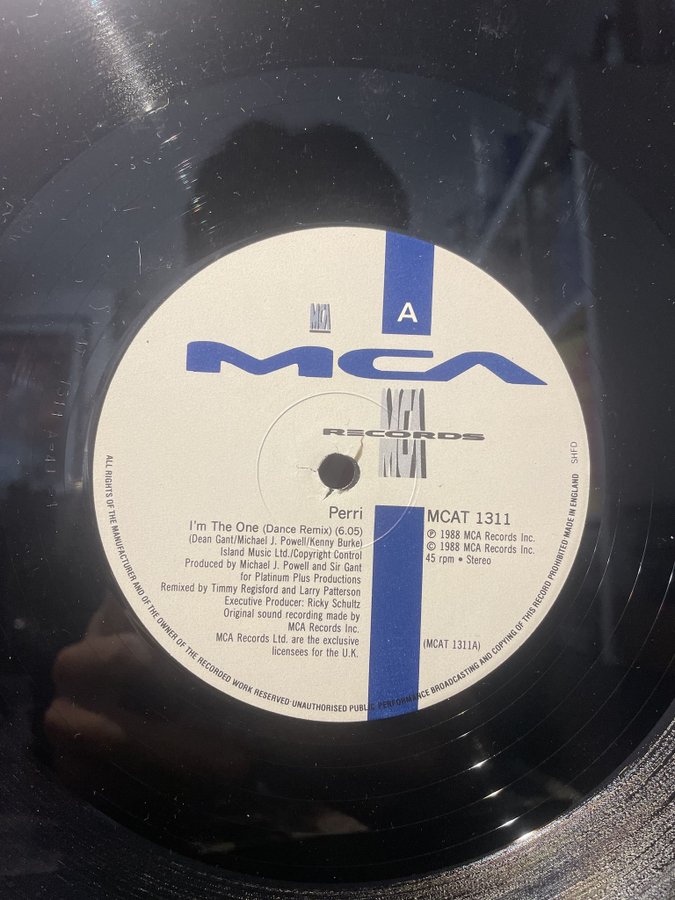 A
MCA
MCA
MCA
RECORDS
Perri
I'm The One (Dance Remix) (6.05)
(Dean Gant/Michael J. Powell/Kenny Burke)
Island Music Ltd./Copyright Control
Produced by Michael J. Powell and Sir Gant
for Platinum Plus Productions
Remixed by Timmy Regisford and Larry Patterson
Executive Producer: Ricky Schultz
Original sound recording made by
MCA Records Inc.
MCA Records Ltd. are the exclusive
licensees for the U.K.
MCAT 1311
℗ 1988 MCA Records Inc.
© 1988 MCA Records Inc.
45 rpm • Stereo
(MCAT 1311A)
ALL RIGHTS OF THE MANUFACTURER AND OF THE OWNER OF THE RECORDED WORK RESERVED·UNAUTHORISED PUBLIC PERFORMANCE BROADCASTING AND COPYING OF THIS RECORD PROHIBITED MADE IN ENGLAND
SHFD